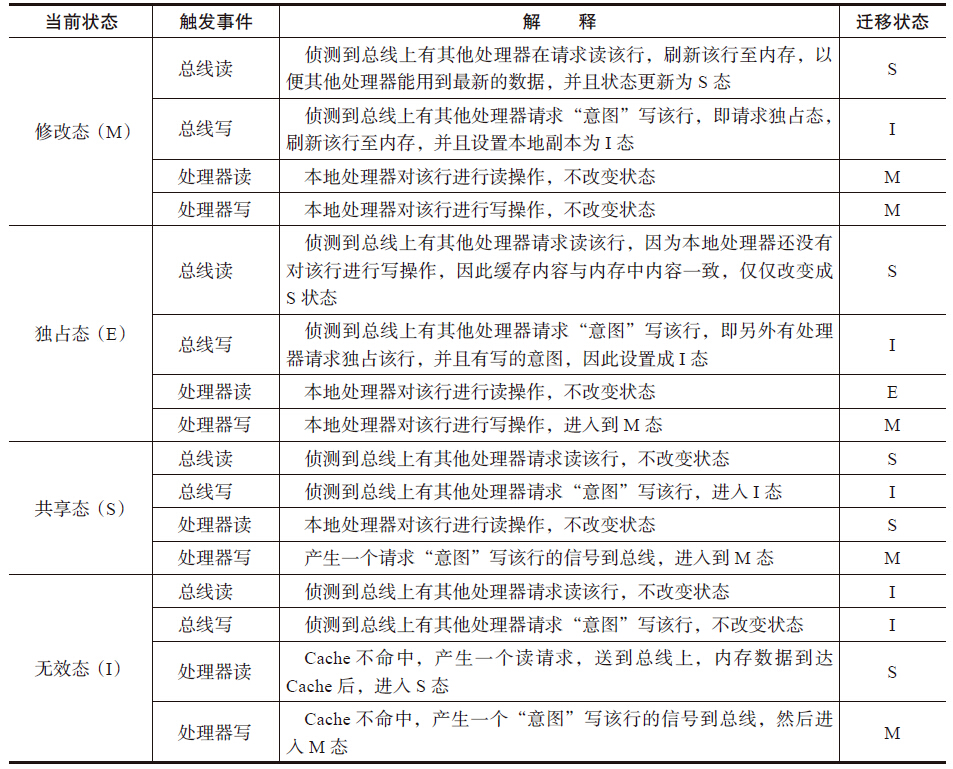 当前状态 触发事件 解 释 迁移状态
修改态（M）
总线读 侦测到总线上有其他处理器在请求读该行，刷新该行至内存，以 S
便其他处理器能用到最新的数据，并且状态更新为 S 态
总线写 侦测到总线上有其他处理器请求“意图”写该行，即请求独占态， I
刷新该行至内存，并且设置本地副本为 I 态
处理器读 本地处理器对该行进行读操作，不改变状态 M
处理器写 本地处理器对该行进行写操作，不改变状态 M
独占态（E）
总线读 侦测到总线上有其他处理器请求读该行，因为本地处理器还没有 S
对该行进行写操作，因此缓存内容与内存中内容一致，仅仅改变成
S 状态
总线写 侦测到总线上有其他处理器请求“意图”写该行，即另外有处理 I
器请求独占该行，并且有写的意图，因此设置成 I 态
处理器读 本地处理器对该行进行读操作，不改变状态 E
处理器写 本地处理器对该行进行写操作，进入到 M 态 M
共享态（S）
总线读 侦测到总线上有其他处理器请求读该行，不改变状态 S
总线写 侦测到总线上有其他处理器请求“意图”写该行，进入 I 态 I
处理器读 本地处理器对该行进行读操作，不改变状态 S
处理器写 产生一个请求“意图”写该行的信号到总线，进入到 M 态 M
无效态（I）
总线读 侦测到总线上有其他处理器请求读该行，不改变状态 I
总线写 侦测到总线上有其他处理器请求“意图”写该行，不改变状态 I
处理器读 Cache 不命中，产生一个读请求，送到总线上，内存数据到达 S
Cache 后，进入 S 态
处理器写 Cache 不命中，产生一个“意图”写该行的信号到总线，然后进 M
入 M 态